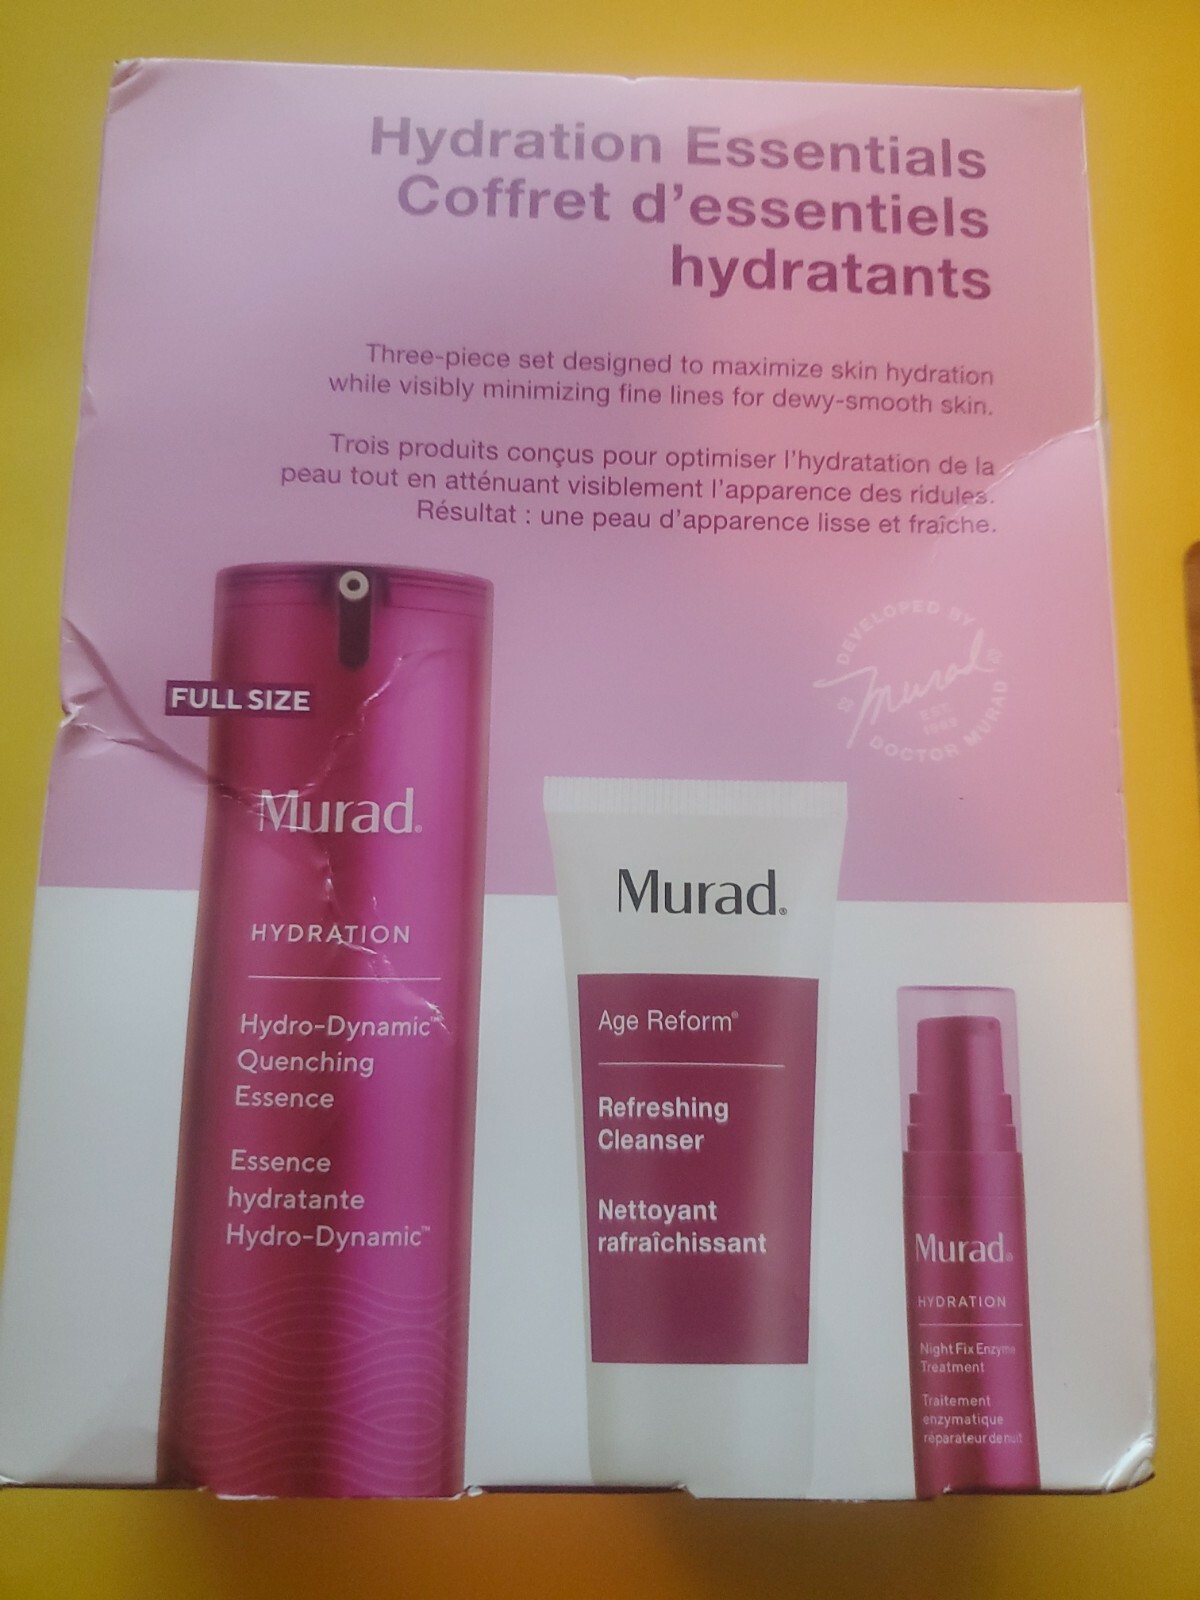 Hydration Essentials
Coffret d'essentiels
hydratants
Three-piece set designed to maximize skin hydration
while visibly minimizing fine lines for dewy-smooth skin.
Trois produits conçus pour optimiser l'hydratation de la
peau tout en atténuant visiblement l'apparence des ridules.
Résultat : une peau d'apparence lisse et fraîche.
DEVELOPED BY
Murad
EST.
1989
DOCTOR MURAD
FULL SIZE
Murad.
HYDRATION
Hydro-Dynamic™
Quenching
Essence
Essence
hydratante
Hydro-Dynamic™
Murad®
Age Reform®
Refreshing
Cleanser
Nettoyant
rafraîchissant
Murad®
HYDRATION
Night Fix Enzyme
Treatment
Traitement
enzymatique
réparateur de nuit